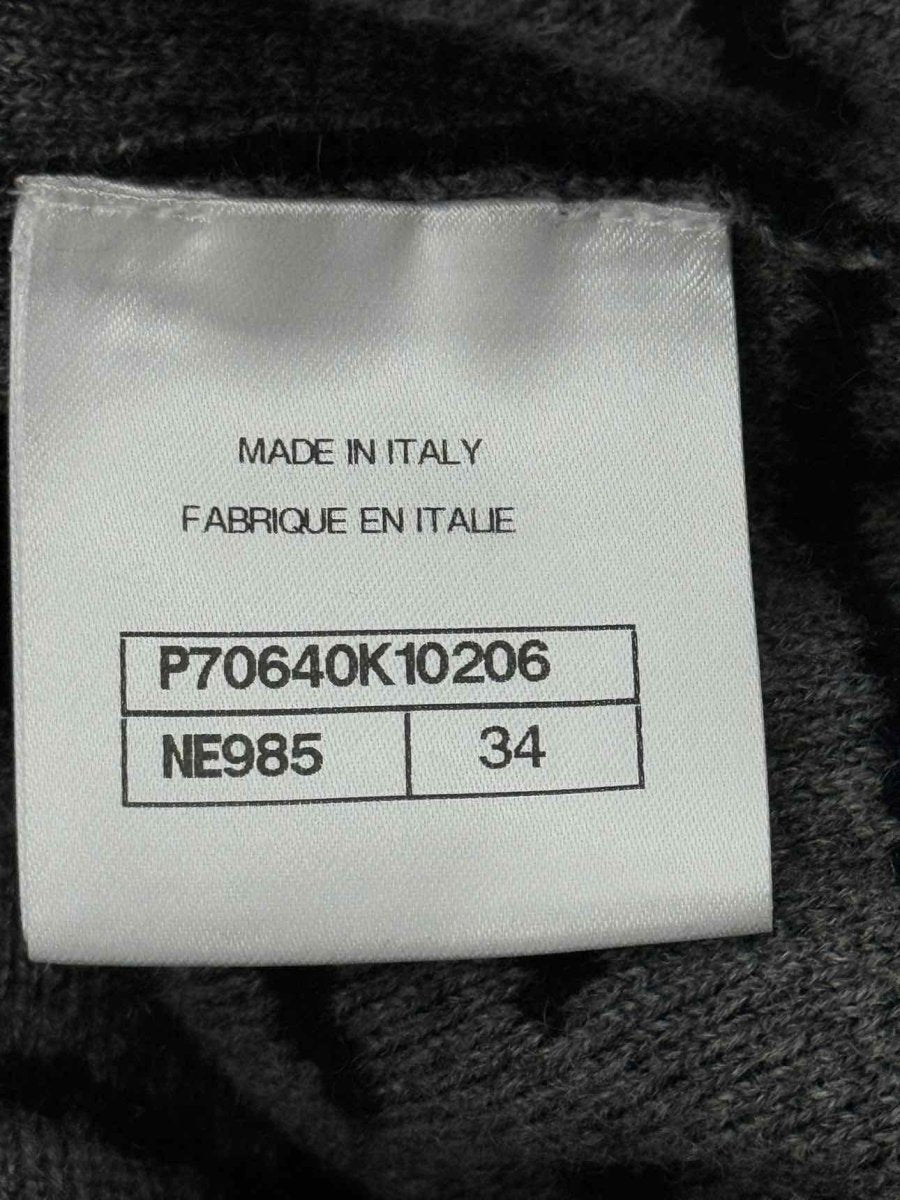 MADE IN ITALY
FABRIQUE EN ITALIE
P70640K10206
NE985 34